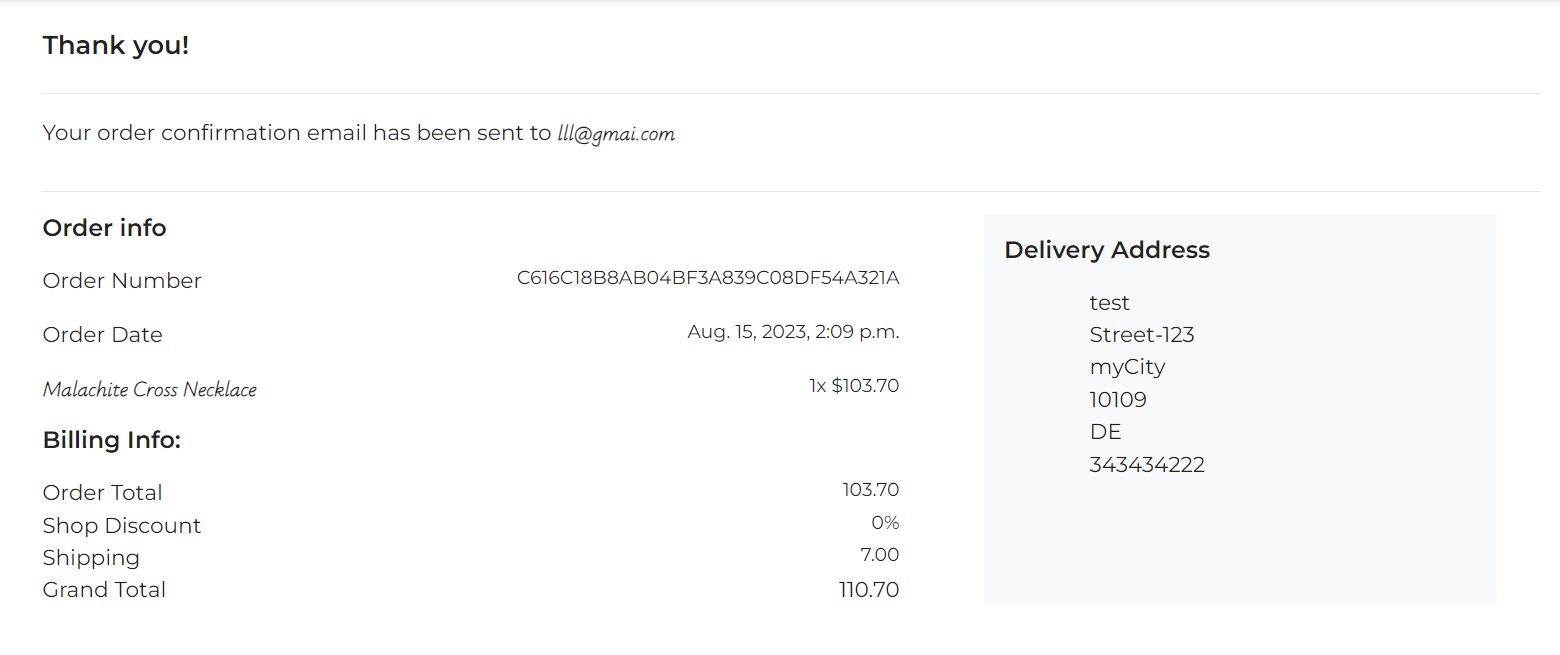 Thank you!
Your order confirmation email has been sent to lll@gmai.com
Order info
Order Number C616C18B8AB04BF3A839C08DF54A321A
Order Date Aug. 15, 2023, 2:09 p.m.
Malachite Cross Necklace 1x $103.70
Billing Info:
Order Total 103.70
Shop Discount 0%
Shipping 7.00
Grand Total 110.70
Delivery Address
test
Street-123
myCity
10109
DE
343434222